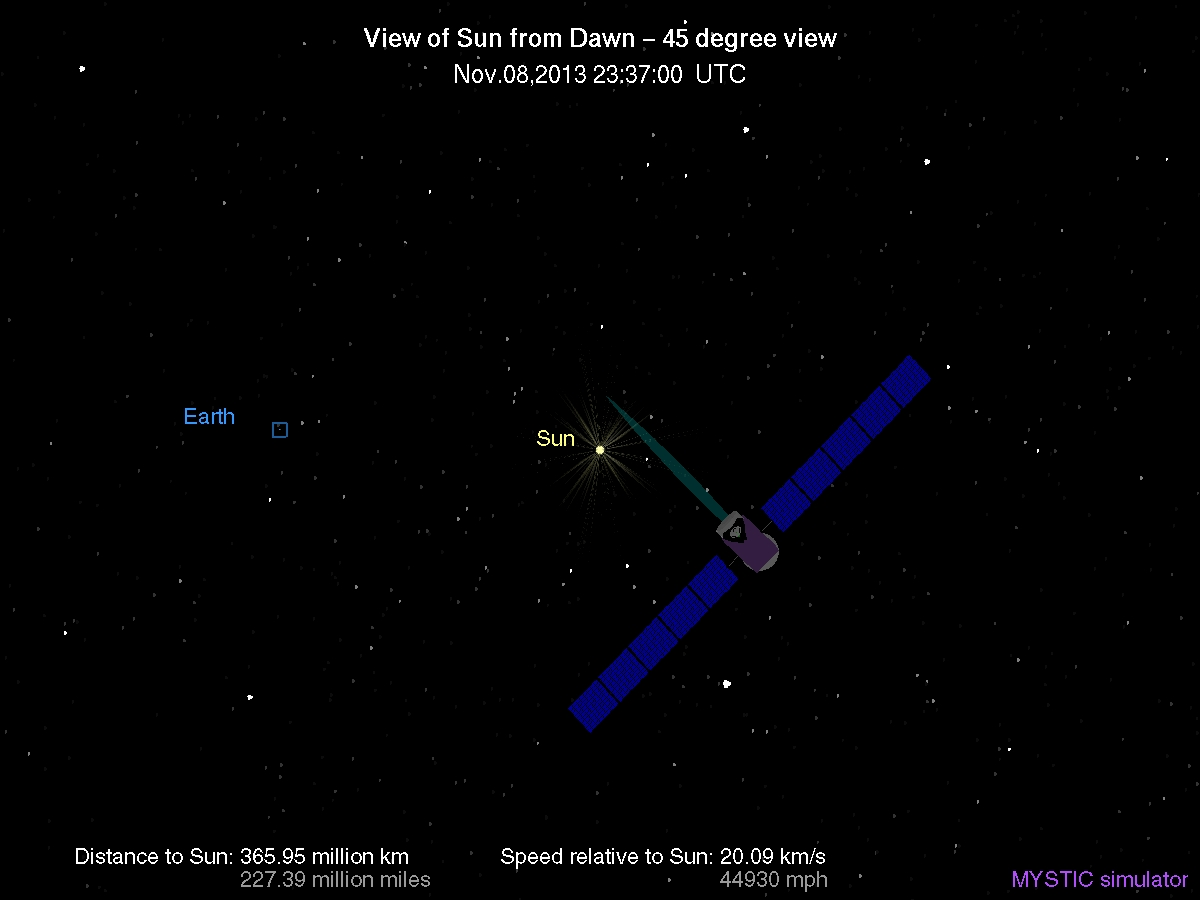 View of Sun from Dawn – 45 degree view
Nov.08,2013 23:37:00 UTC
Earth
Sun
Distance to Sun: 365.95 million km
227.39 million miles
Speed relative to Sun: 20.09 km/s
44930 mph
MYSTIC simulator